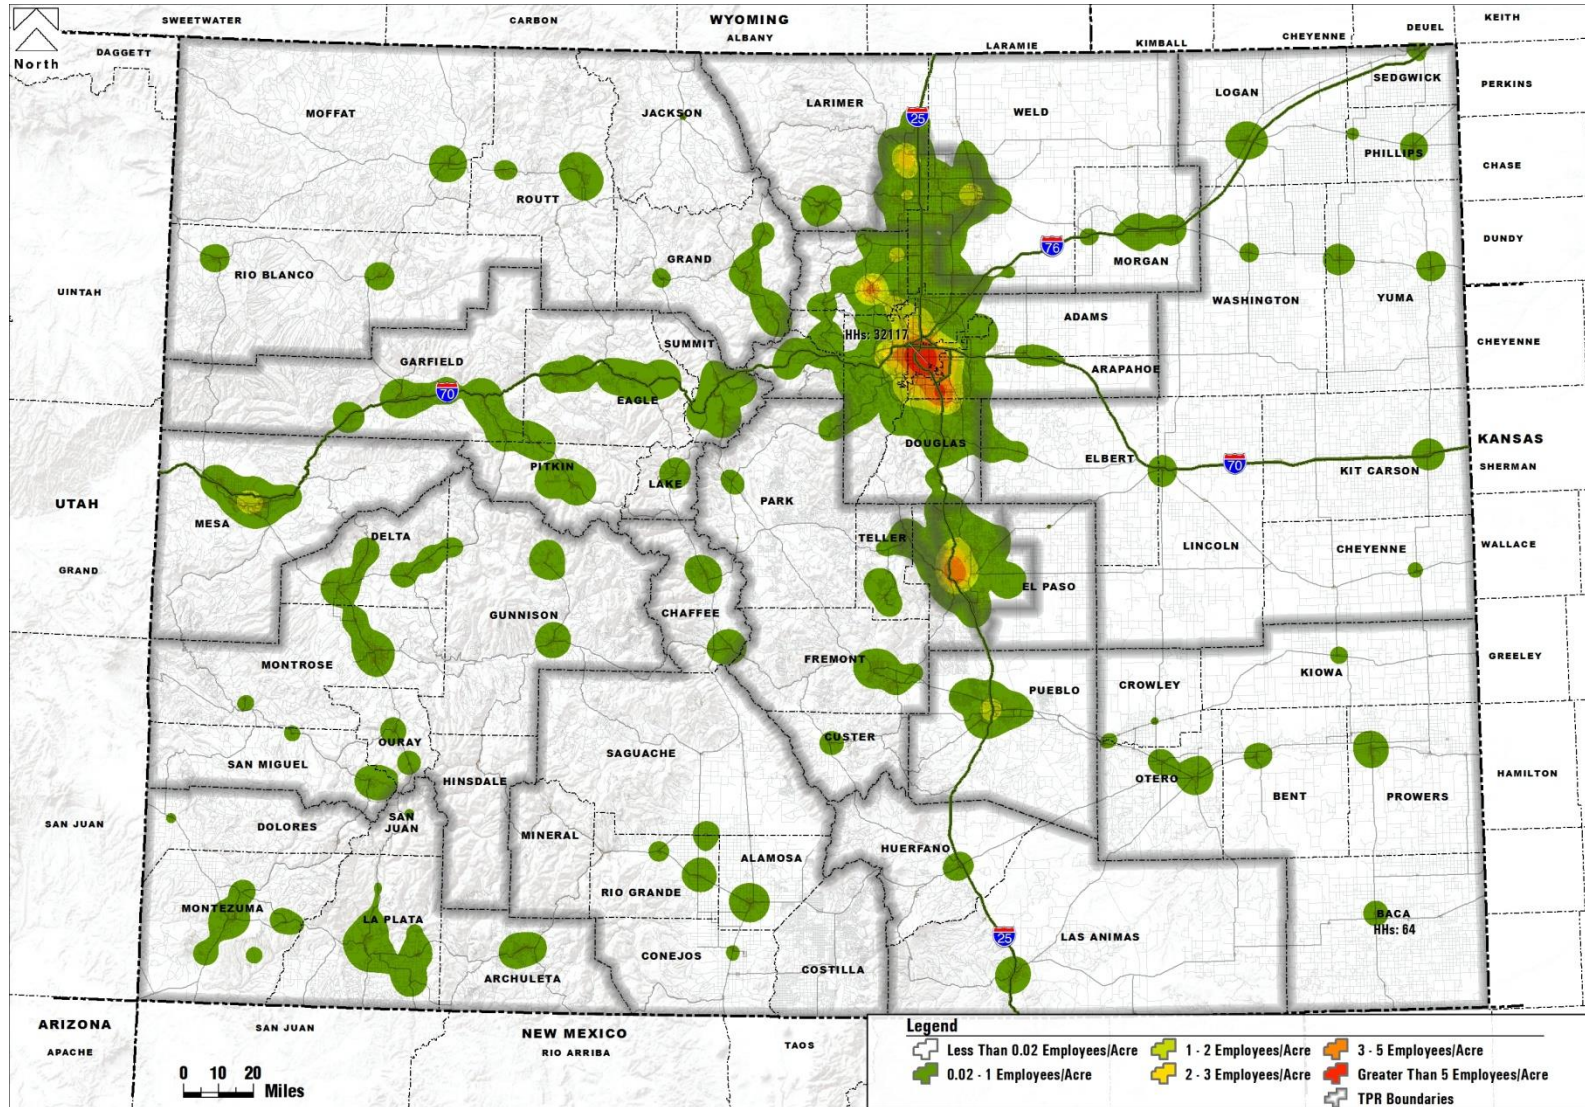 SWEETWATER
CARBON
WYOMING
ALBANY
LARAMIE
KIMBALL
CHEYENNE
DEUEL
KEITH
DAGGETT
North
MOFFAT
JACKSON
LARIMER
25
WELD
LOGAN
SEDGWICK
PERKINS
PHILLIPS
CHASE
ROUTT
76
MORGAN
DUNDY
RIO BLANCO
GRAND
UINTAH
WASHINGTON
YUMA
ADAMS
HHs: 32117
SUMMIT
CHEYENNE
GARFIELD
70
EAGLE
ARAPAHOE
DOUGLAS
ELBERT
KANSAS
SHERMAN
70
KIT CARSON
PITKIN
LAKE
PARK
UTAH
MESA
DELTA
TELLER
LINCOLN
CHEYENNE
WALLACE
GRAND
EL PASO
GUNNISON
CHAFFEE
MONTROSE
FREMONT
PUEBLO
CROWLEY
KIOWA
GREELEY
OURAY
SAN MIGUEL
CUSTER
SAGUACHE
HINSDALE
OTERO
BENT
PROWERS
HAMILTON
SAN JUAN
DOLORES
SAN
JUAN
MINERAL
HUERFANO
ALAMOSA
RIO GRANDE
MONTEZUMA
LA PLATA
BACA
HHs: 64
25
LAS ANIMAS
ARCHULETA
CONEJOS
COSTILLA
ARIZONA
APACHE
SAN JUAN
NEW MEXICO
RIO ARRIBA
TAOS
0 10 20
Miles
Legend
Less Than 0.02 Employees/Acre
1 - 2 Employees/Acre
3 - 5 Employees/Acre
0.02 - 1 Employees/Acre
2 - 3 Employees/Acre
Greater Than 5 Employees/Acre
TPR Boundaries